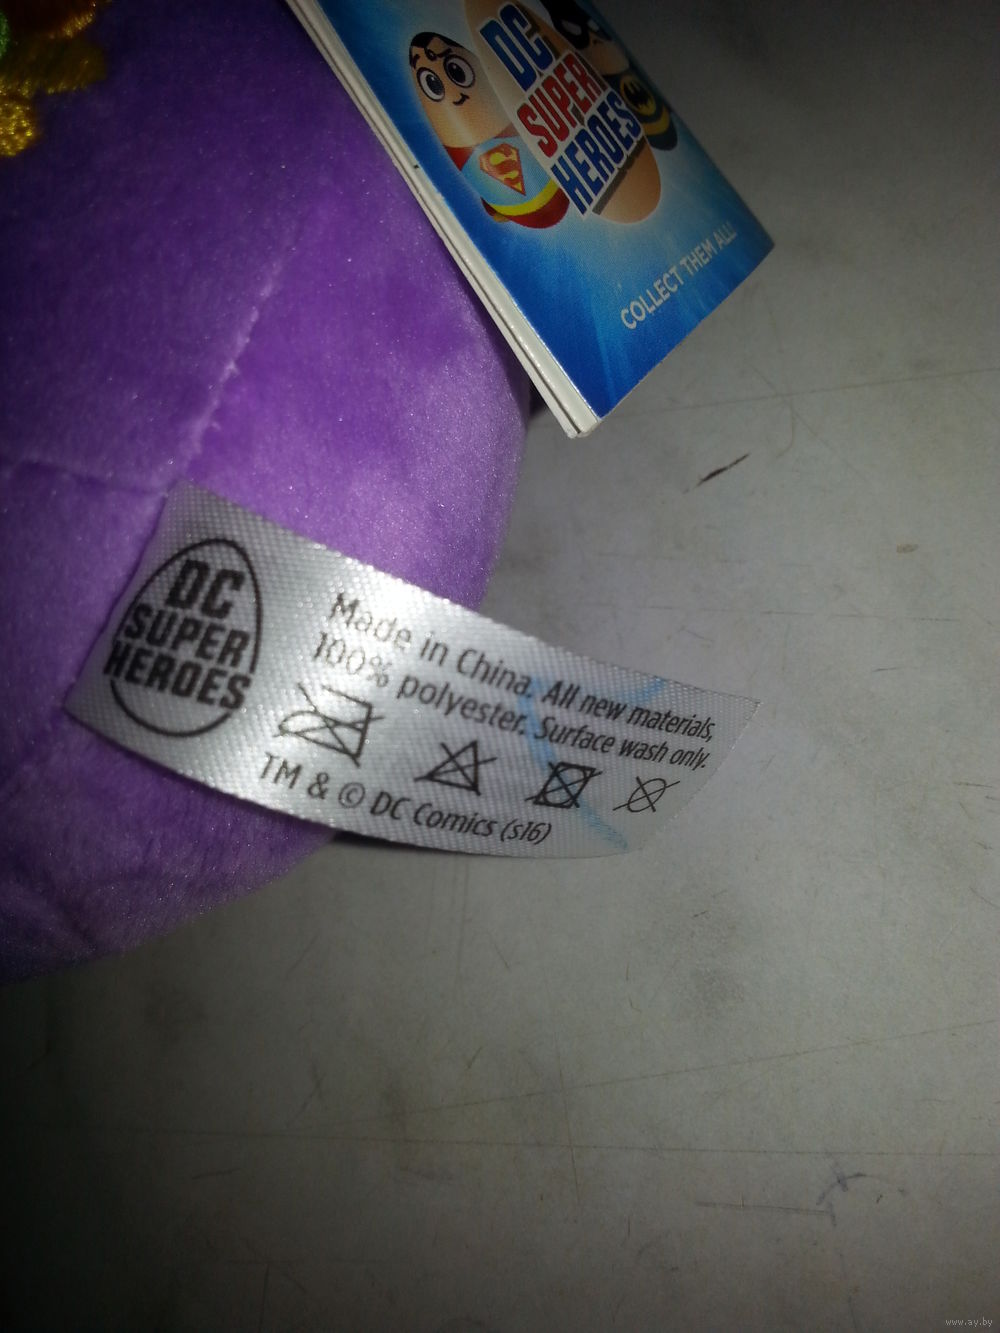 DC
SUPER
HEROES
COLLECT THEM ALL!
DC
SUPER
HEROES
Made in China. All new materials,
100% polyester. Surface wash only.
TM & © DC Comics (s16)
www.ay.by